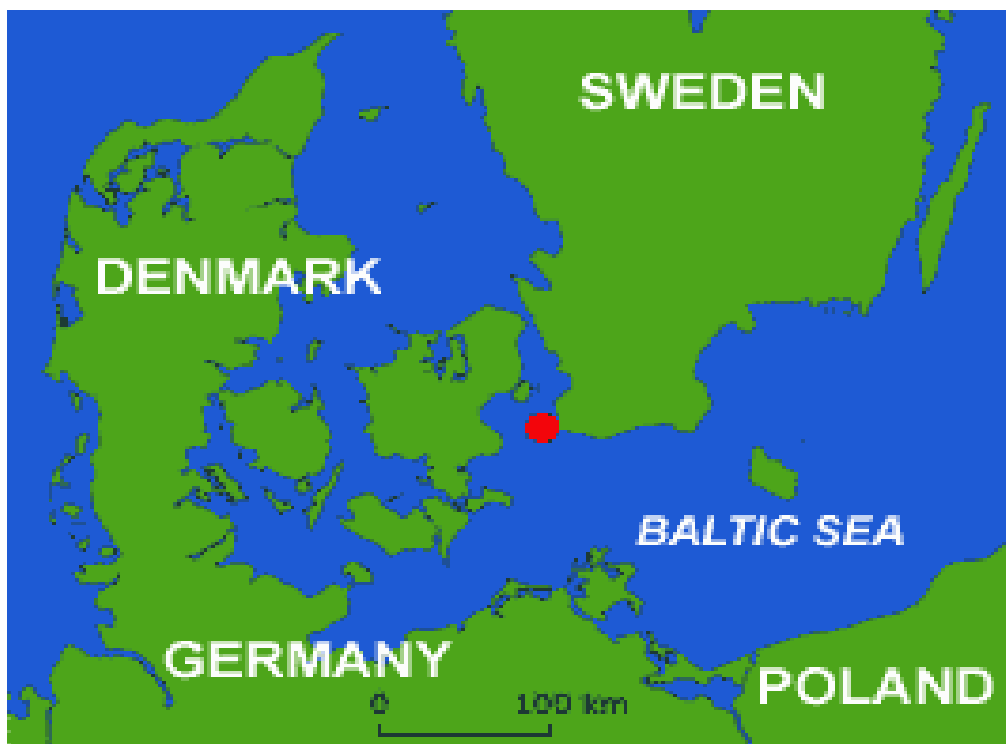 SWEDEN
DENMARK
BALTIC SEA
GERMANY
POLAND
0 100 km